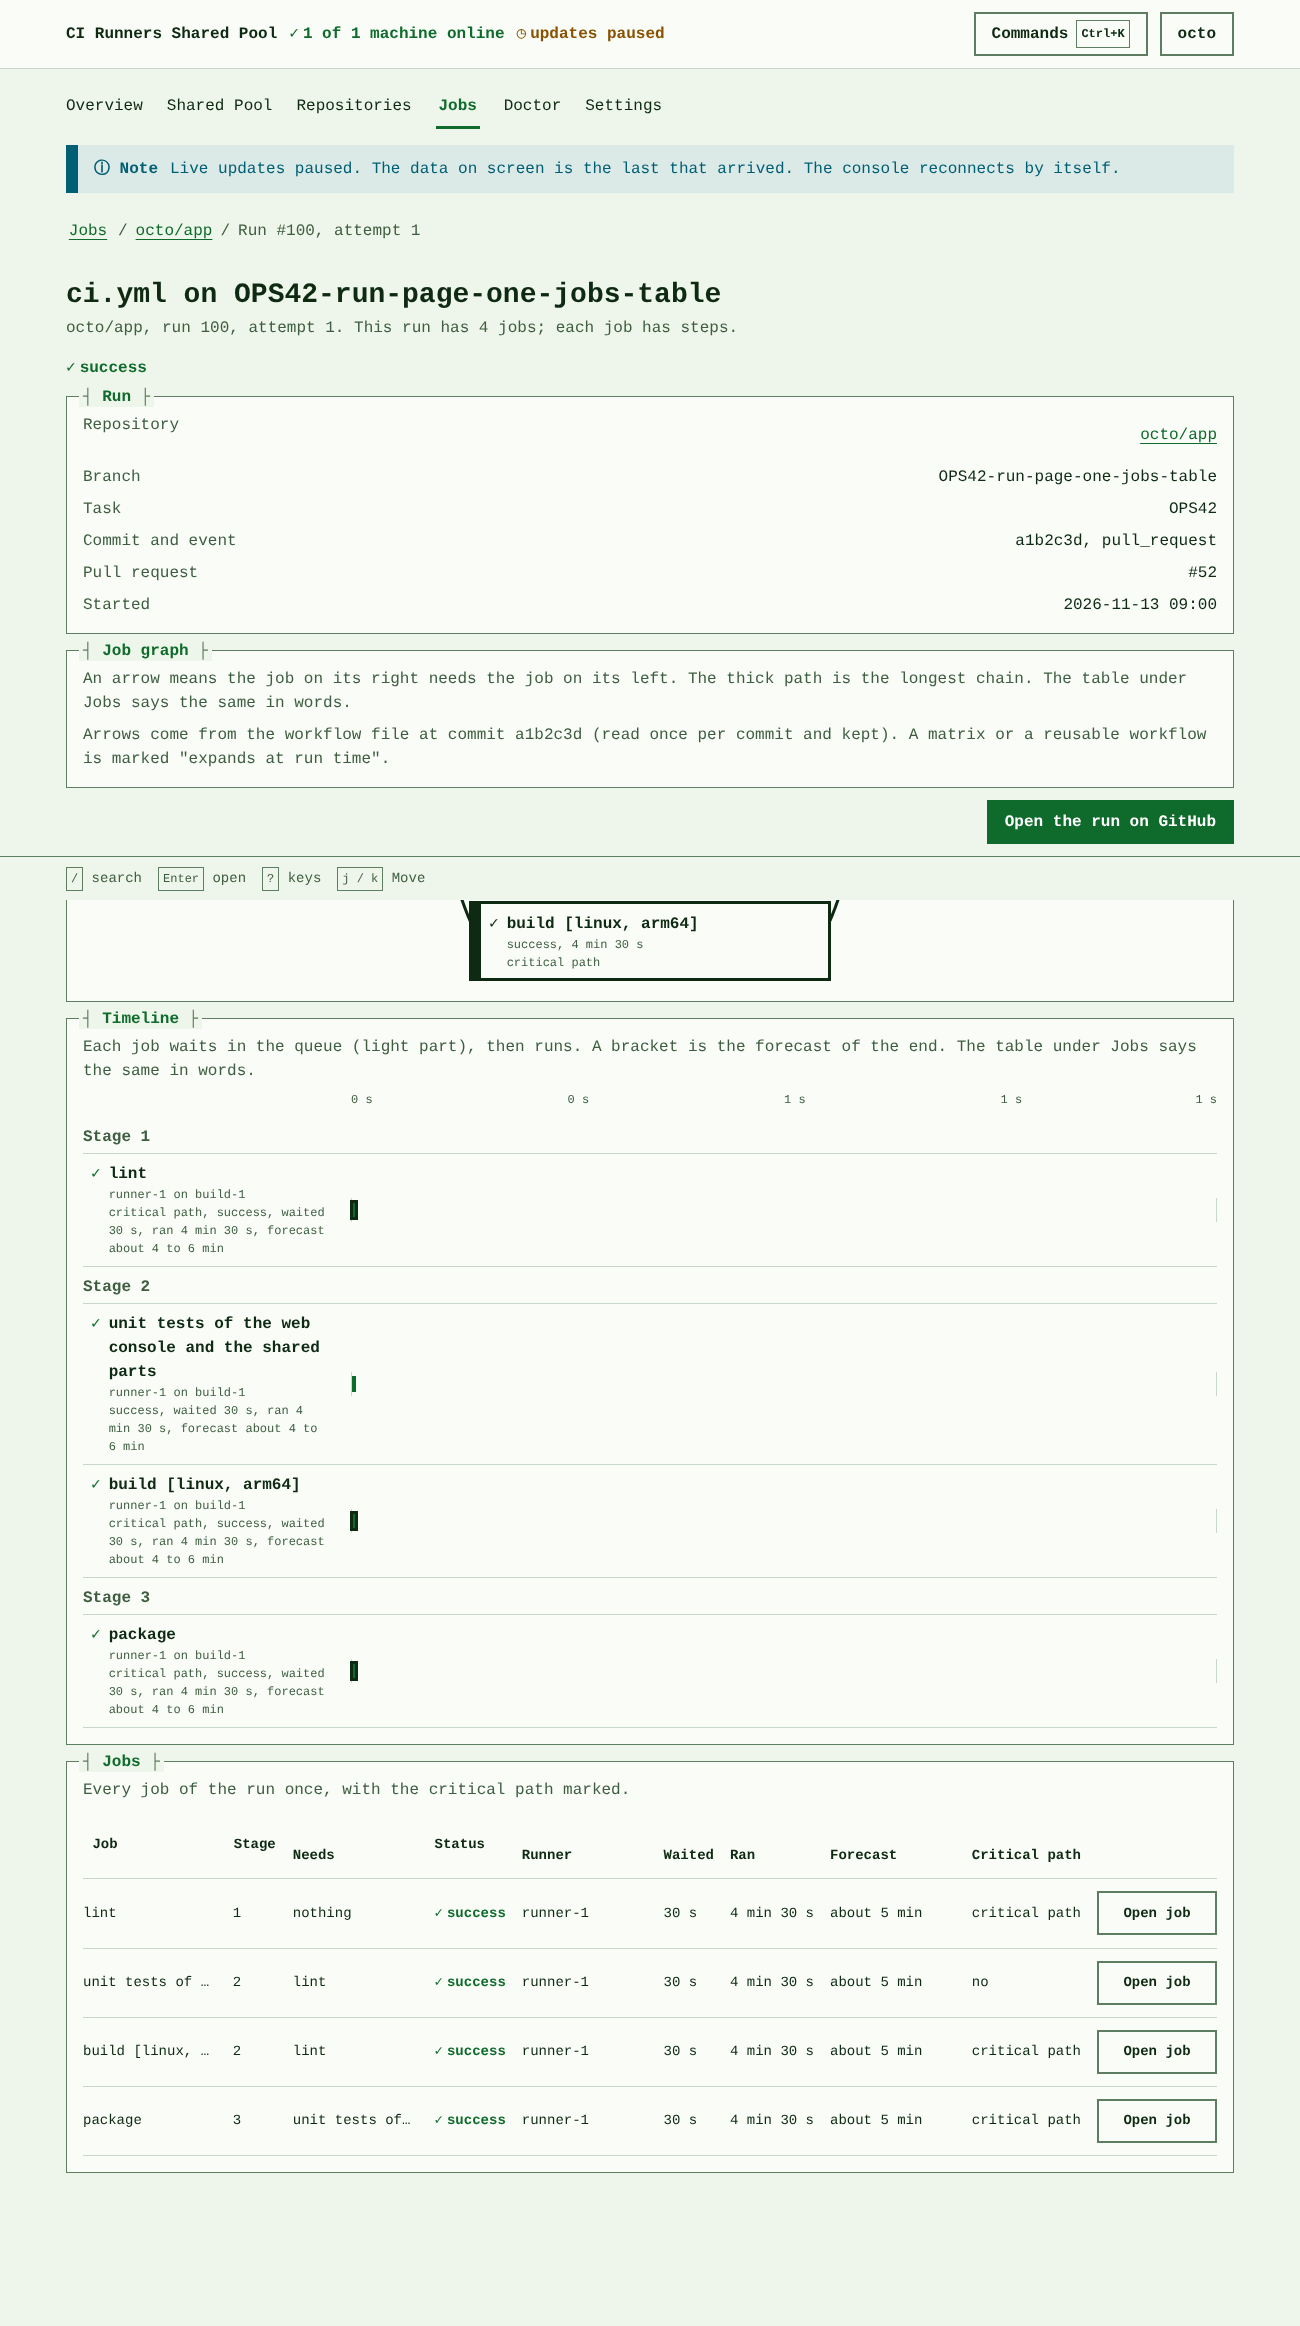 CI Runners Shared Pool ✓ 1 of 1 machine online ◷ updates paused Commands Ctrl+K octo
Overview Shared Pool Repositories Jobs Doctor Settings
ⓘ Note Live updates paused. The data on screen is the last that arrived. The console reconnects by itself.
Jobs / octo/app / Run #100, attempt 1
ci.yml on OPS42-run-page-one-jobs-table
octo/app, run 100, attempt 1. This run has 4 jobs; each job has steps.
✓ success
┤ Run ├
Repository octo/app
Branch OPS42-run-page-one-jobs-table
Task OPS42
Commit and event a1b2c3d, pull_request
Pull request #52
Started 2026-11-13 09:00
┤ Job graph ├
An arrow means the job on its right needs the job on its left. The thick path is the longest chain. The table under
Jobs says the same in words.
Arrows come from the workflow file at commit a1b2c3d (read once per commit and kept). A matrix or a reusable workflow
is marked "expands at run time".
Open the run on GitHub
/ search Enter open ? keys j / k Move
✓ build [linux, arm64]
success, 4 min 30 s
critical path
┤ Timeline ├
Each job waits in the queue (light part), then runs. A bracket is the forecast of the end. The table under Jobs says
the same in words.
0 s 0 s 1 s 1 s 1 s
Stage 1
✓ lint
runner-1 on build-1
critical path, success, waited
30 s, ran 4 min 30 s, forecast
about 4 to 6 min
Stage 2
✓ unit tests of the web
console and the shared
parts
runner-1 on build-1
success, waited 30 s, ran 4
min 30 s, forecast about 4 to
6 min
✓ build [linux, arm64]
runner-1 on build-1
critical path, success, waited
30 s, ran 4 min 30 s, forecast
about 4 to 6 min
Stage 3
✓ package
runner-1 on build-1
critical path, success, waited
30 s, ran 4 min 30 s, forecast
about 4 to 6 min
┤ Jobs ├
Every job of the run once, with the critical path marked.
Job Stage Needs Status Runner Waited Ran Forecast Critical path
lint 1 nothing ✓ success runner-1 30 s 4 min 30 s about 5 min critical path Open job
unit tests of … 2 lint ✓ success runner-1 30 s 4 min 30 s about 5 min no Open job
build [linux, … 2 lint ✓ success runner-1 30 s 4 min 30 s about 5 min critical path Open job
package 3 unit tests of… ✓ success runner-1 30 s 4 min 30 s about 5 min critical path Open job